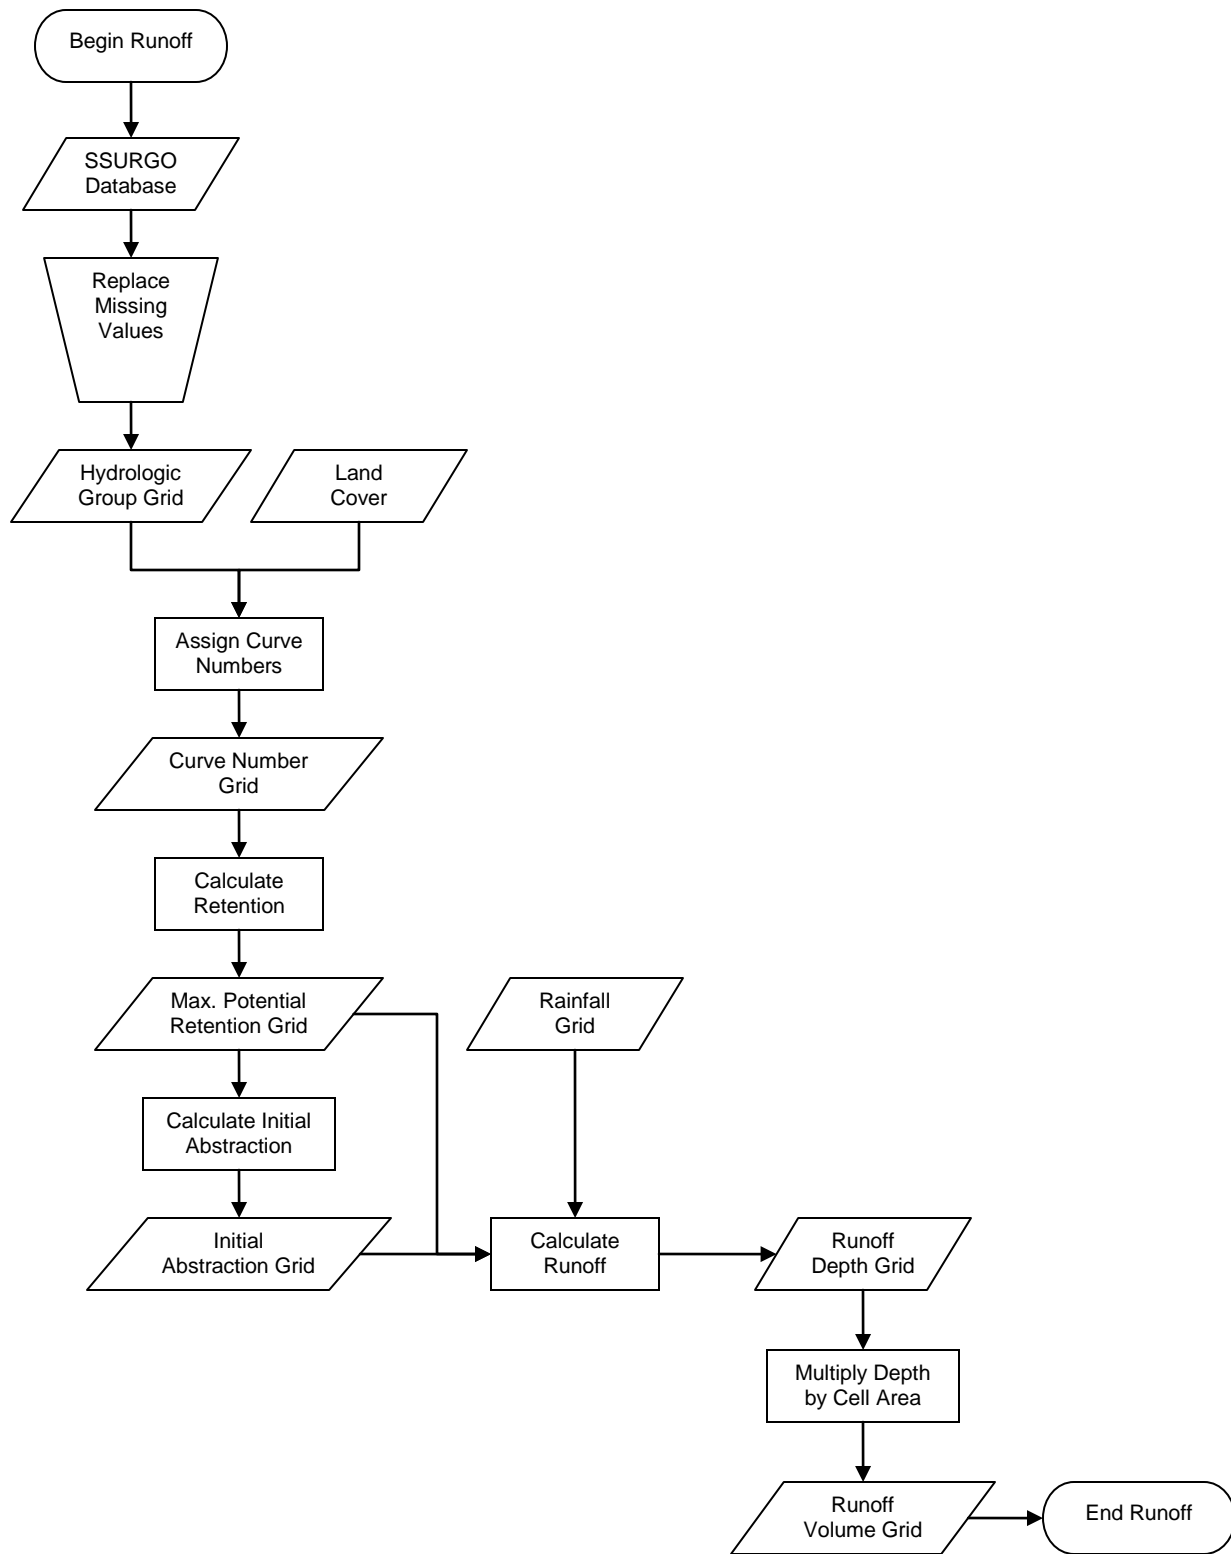 Begin Runoff
SSURGO
Database
Replace
Missing
Values
Hydrologic
Group Grid
Land
Cover
Assign Curve
Numbers
Curve Number
Grid
Calculate
Retention
Max. Potential
Retention Grid
Rainfall
Grid
Calculate Initial
Abstraction
Initial
Abstraction Grid
Calculate
Runoff
Runoff
Depth Grid
Multiply Depth
by Cell Area
Runoff
Volume Grid
End Runoff